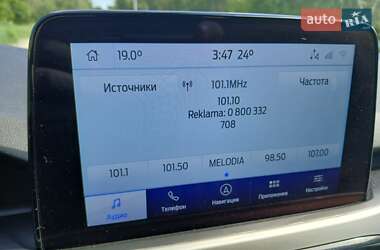 auto RIA
19.0° 3:47 24°
Источники 101.1MHz Частота
101.10
Reklama: 0 800 332
708
101.1 101.50 MELODIA 98.50 107.00
Аудио Телефон Навигация Приложения Настройки